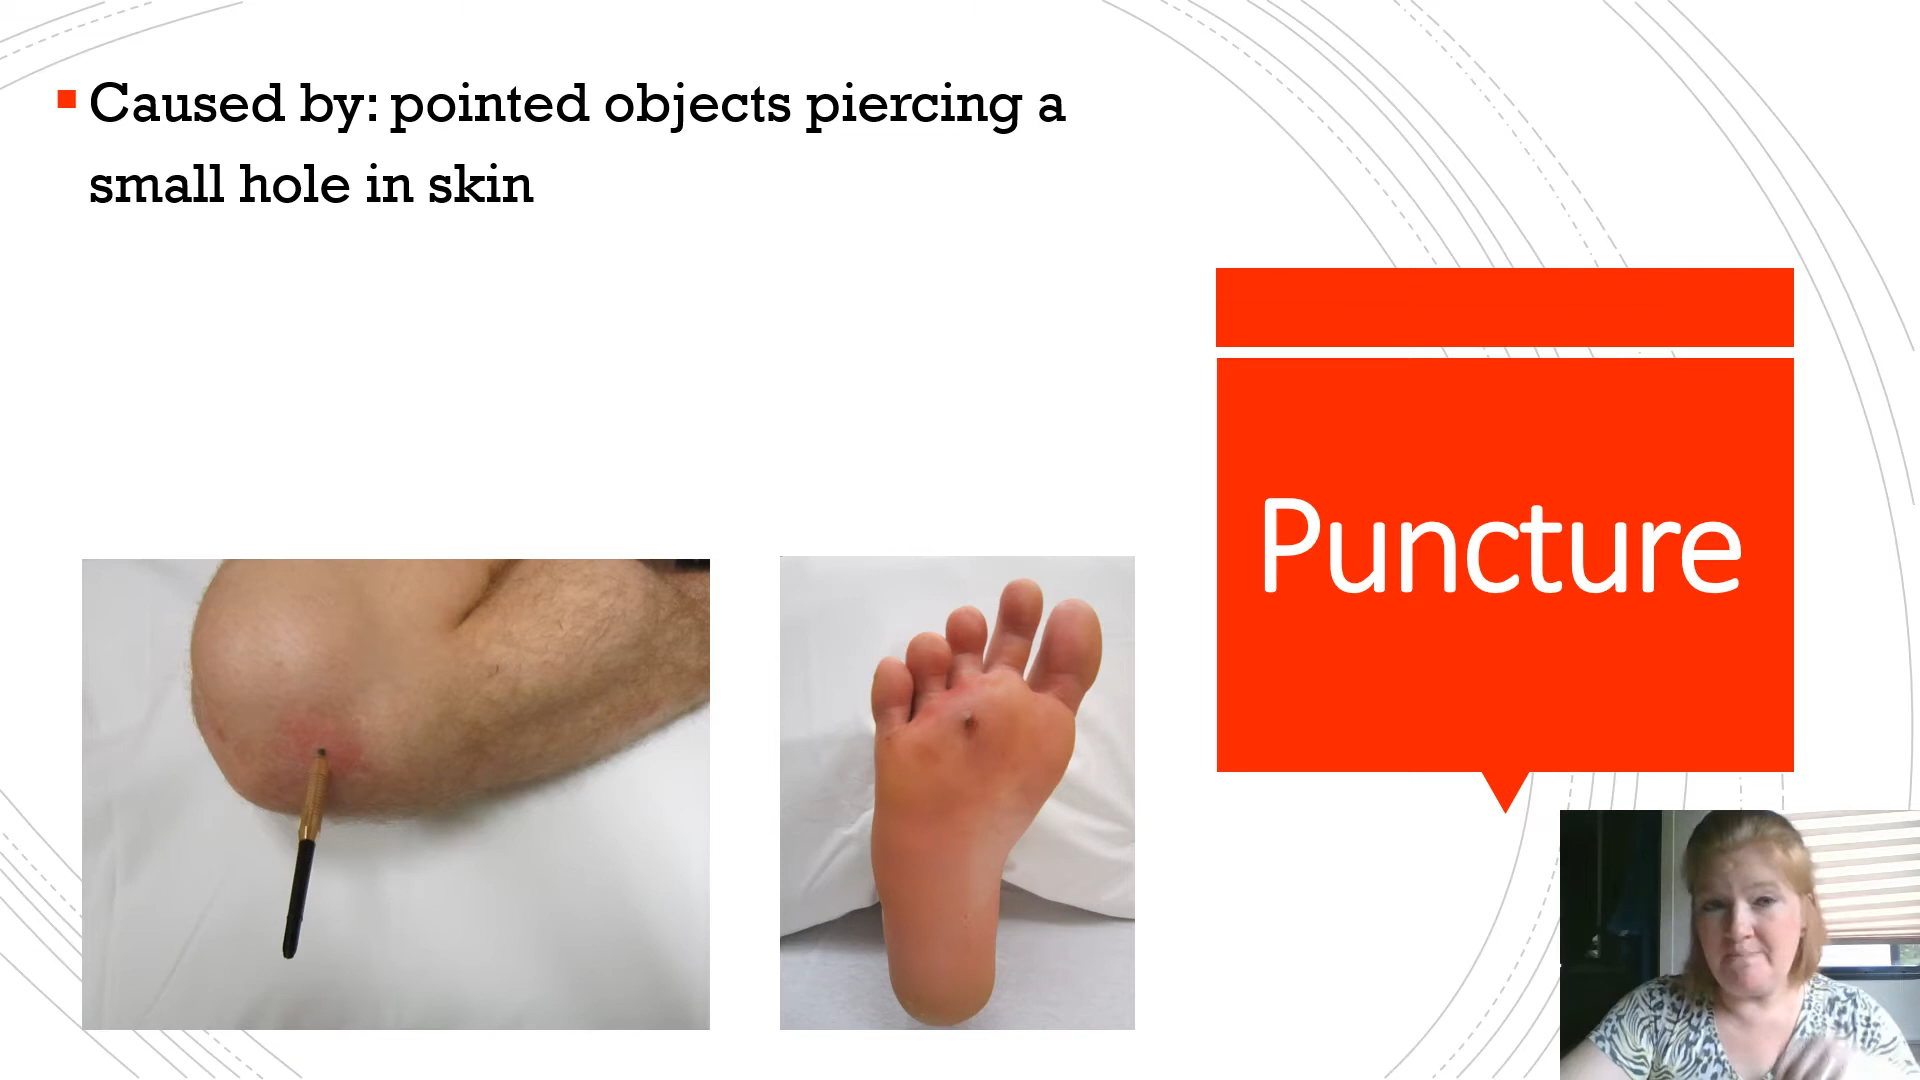 Caused by: pointed objects piercing a
small hole in skin
Puncture